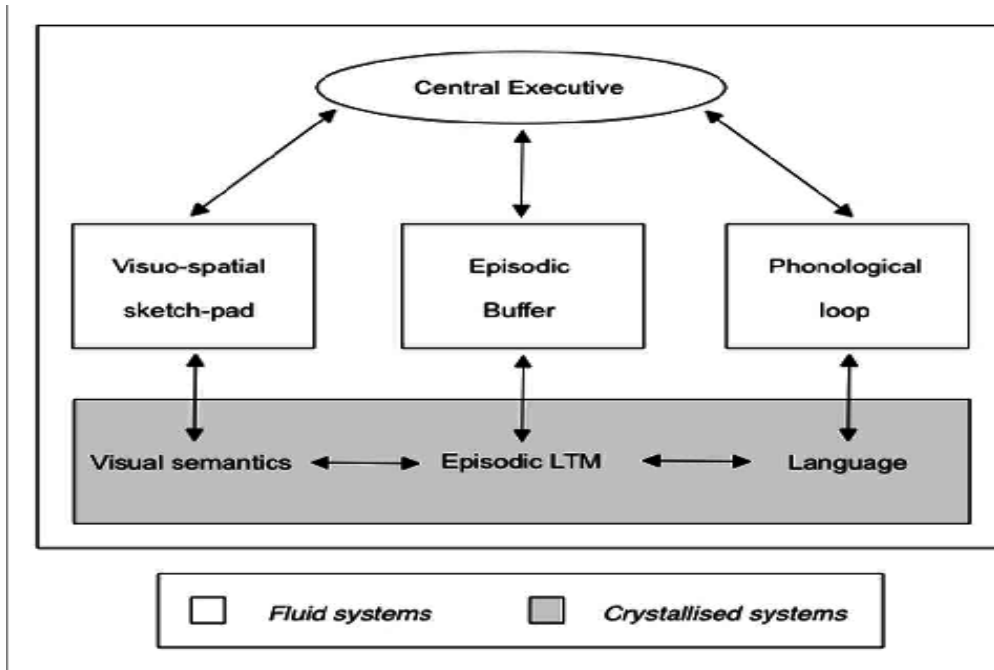 Central Executive
Visuo-spatial
sketch-pad
Episodic
Buffer
Phonological
loop
Visual semantics
Episodic LTM
Language
Fluid systems
Crystallised systems